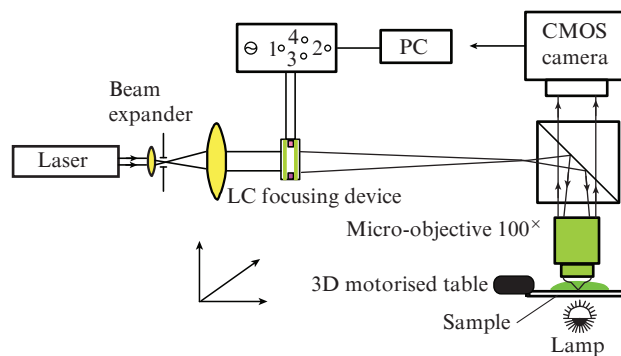 CMOS
camera
PC
1 4 3 2
Beam
expander
Laser
LC focusing device
Micro-objective 100×
3D motorised table
Sample
Lamp